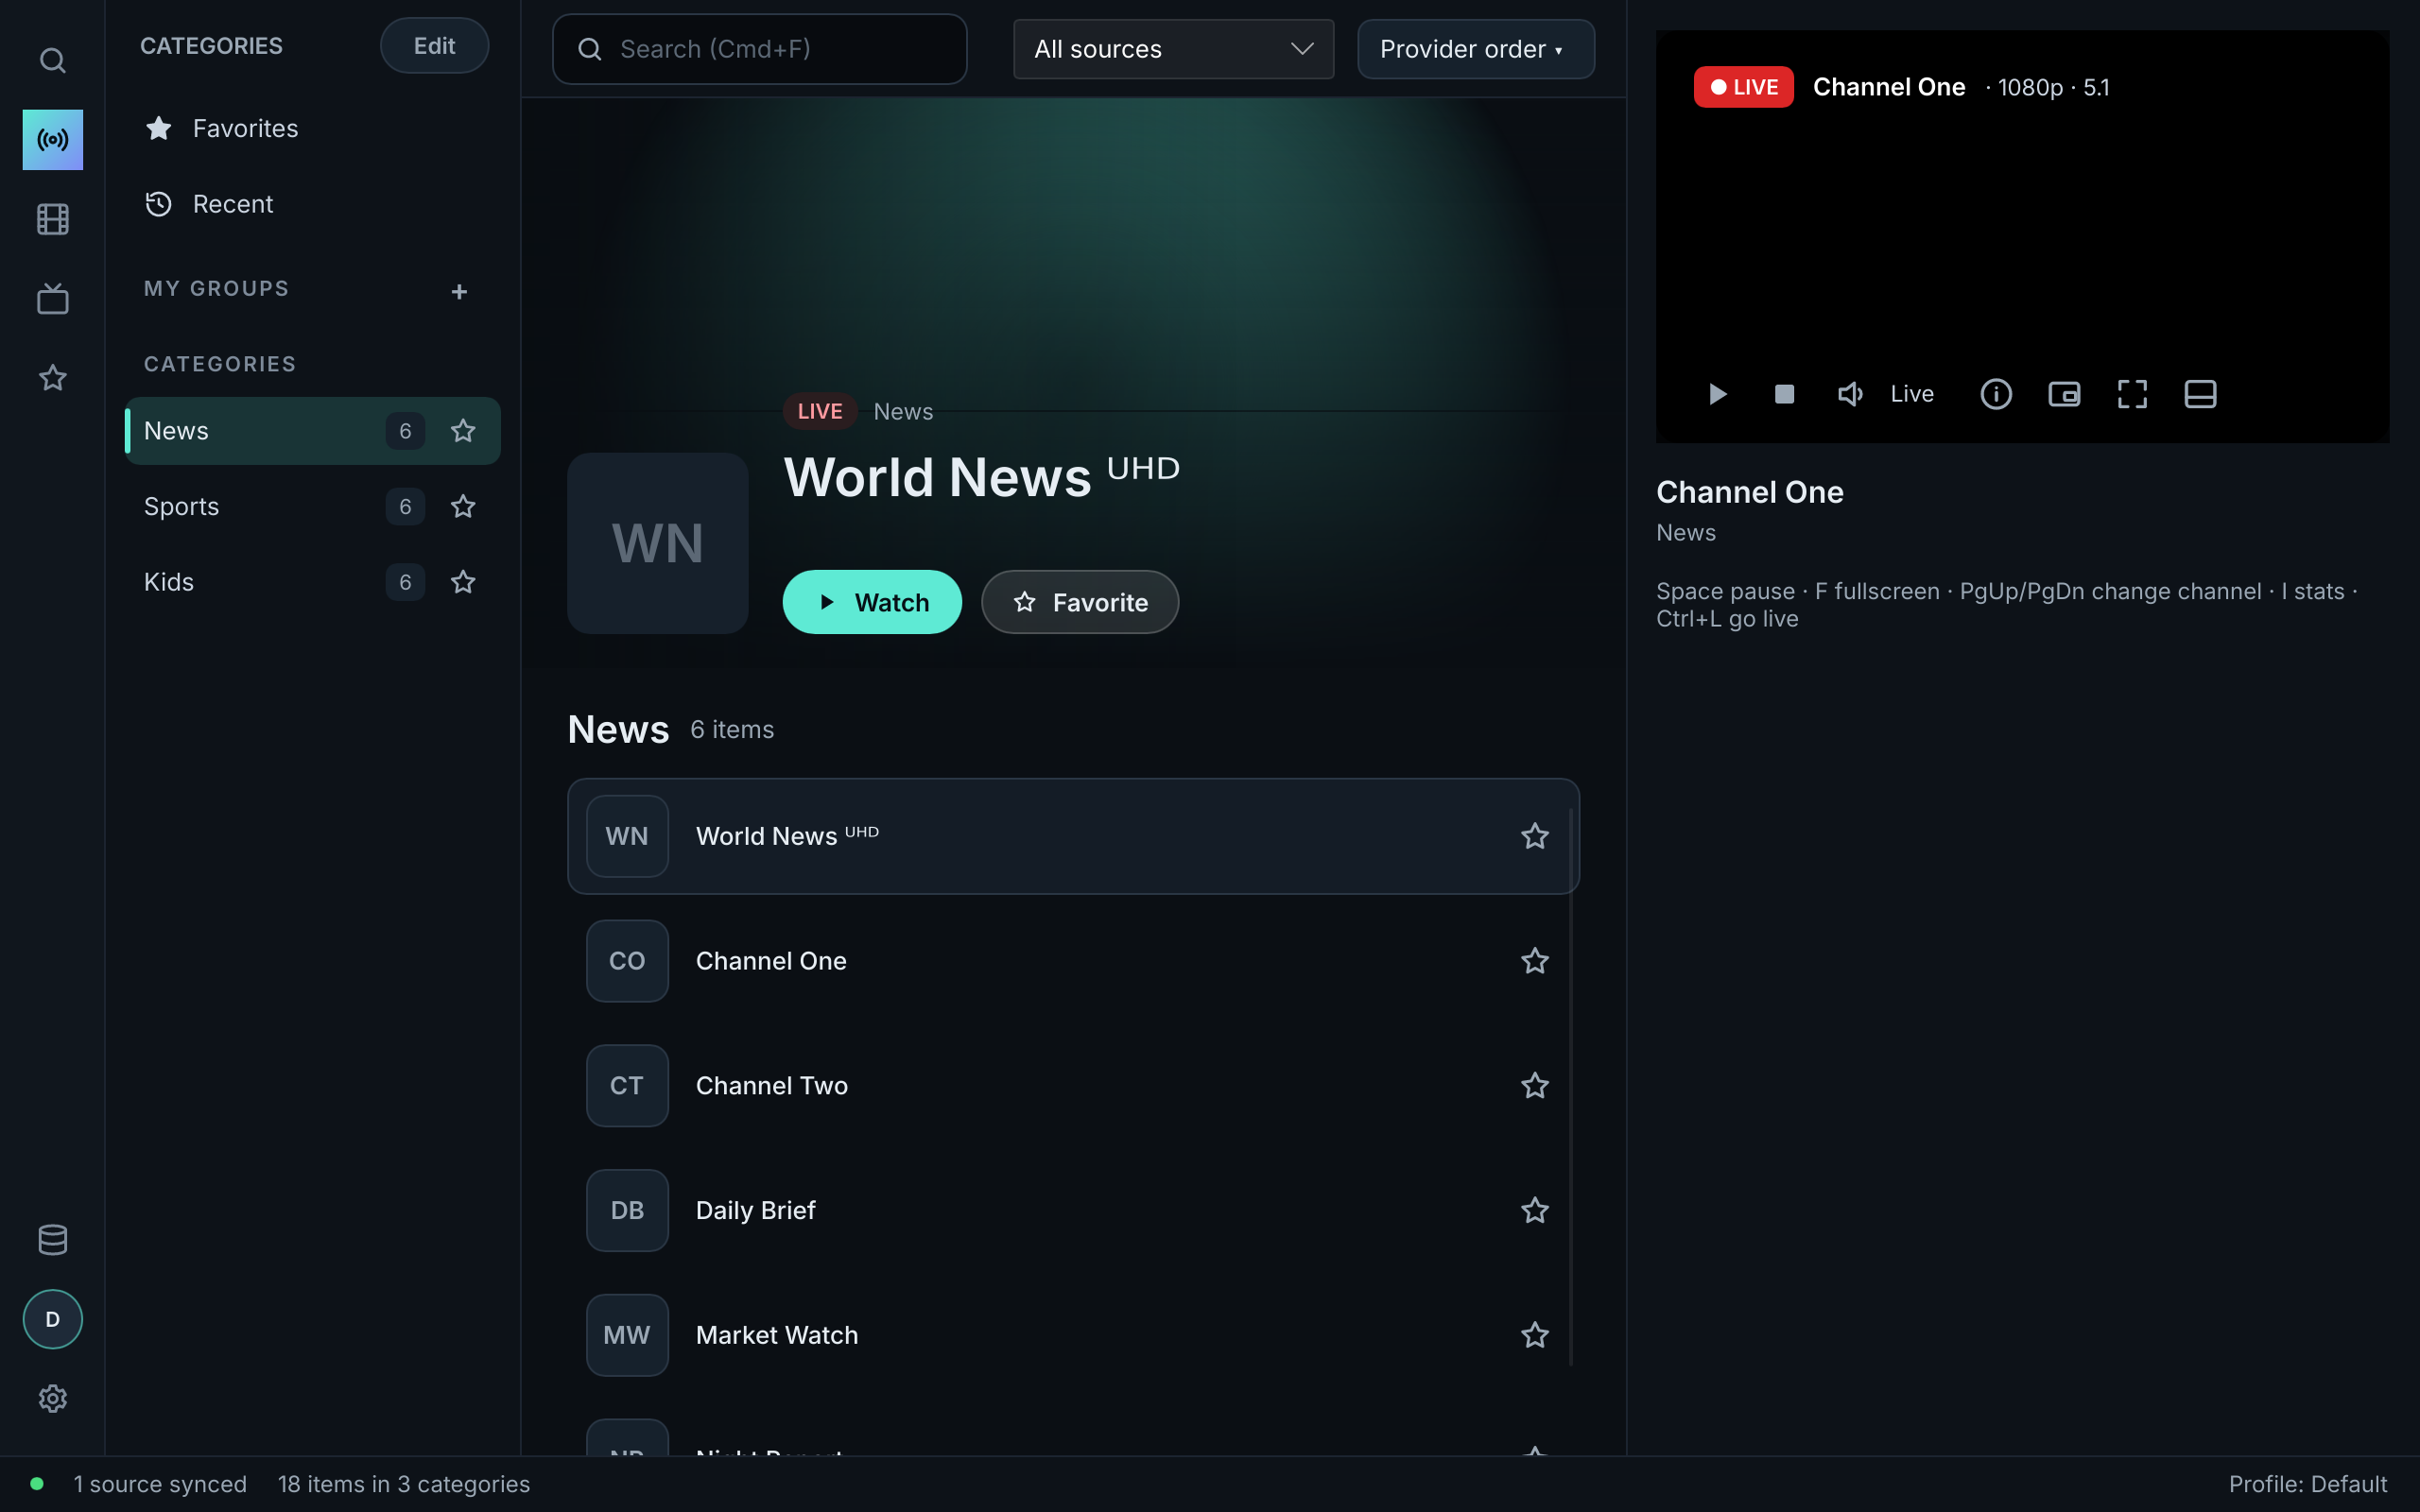 CATEGORIES
Edit
Favorites
Recent
MY GROUPS
+
CATEGORIES
News 6
Sports 6
Kids 6
D
Search (Cmd+F)
All sources
Provider order
LIVE News
World News ᵁᴴᴰ
WN
Watch
Favorite
News 6 items
WN World News ᵁᴴᴰ
CO Channel One
CT Channel Two
DB Daily Brief
MW Market Watch
LIVE Channel One · 1080p · 5.1
Live
Channel One
News
Space pause · F fullscreen · PgUp/PgDn change channel · I stats ·
Ctrl+L go live
1 source synced 18 items in 3 categories
Profile: Default